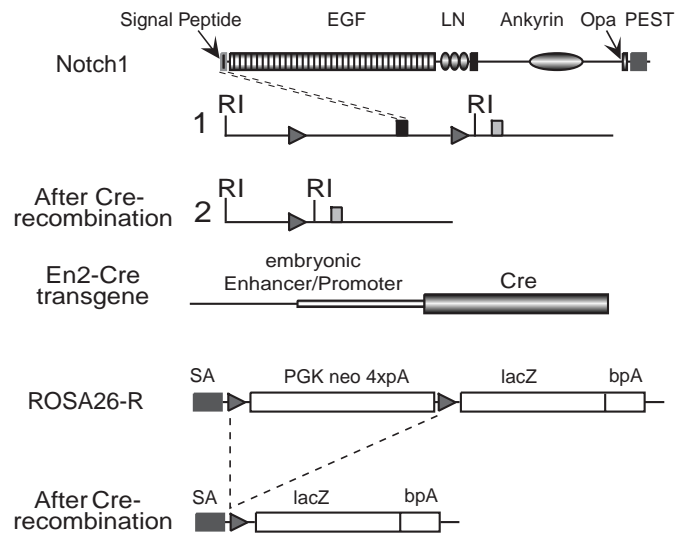 Signal Peptide EGF LN Ankyrin Opa PEST
Notch1
RI RI
1
After Cre-
recombination
RI RI
2
En2-Cre
transgene
embryonic
Enhancer/Promoter
Cre
ROSA26-R
SA PGK neo 4xpA lacZ bpA
After Cre-
recombination
SA lacZ bpA